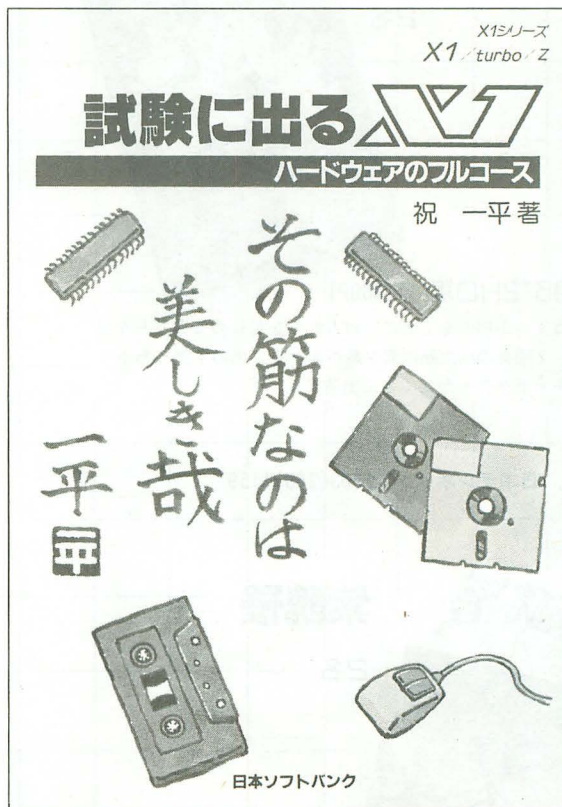 X1シリーズ
X1/turbo/Z
試験に出るX1
ハードウェアのフルコース
祝 一平著
その筋なのは
美しき哉
一平
一平
日本ソフトバンク